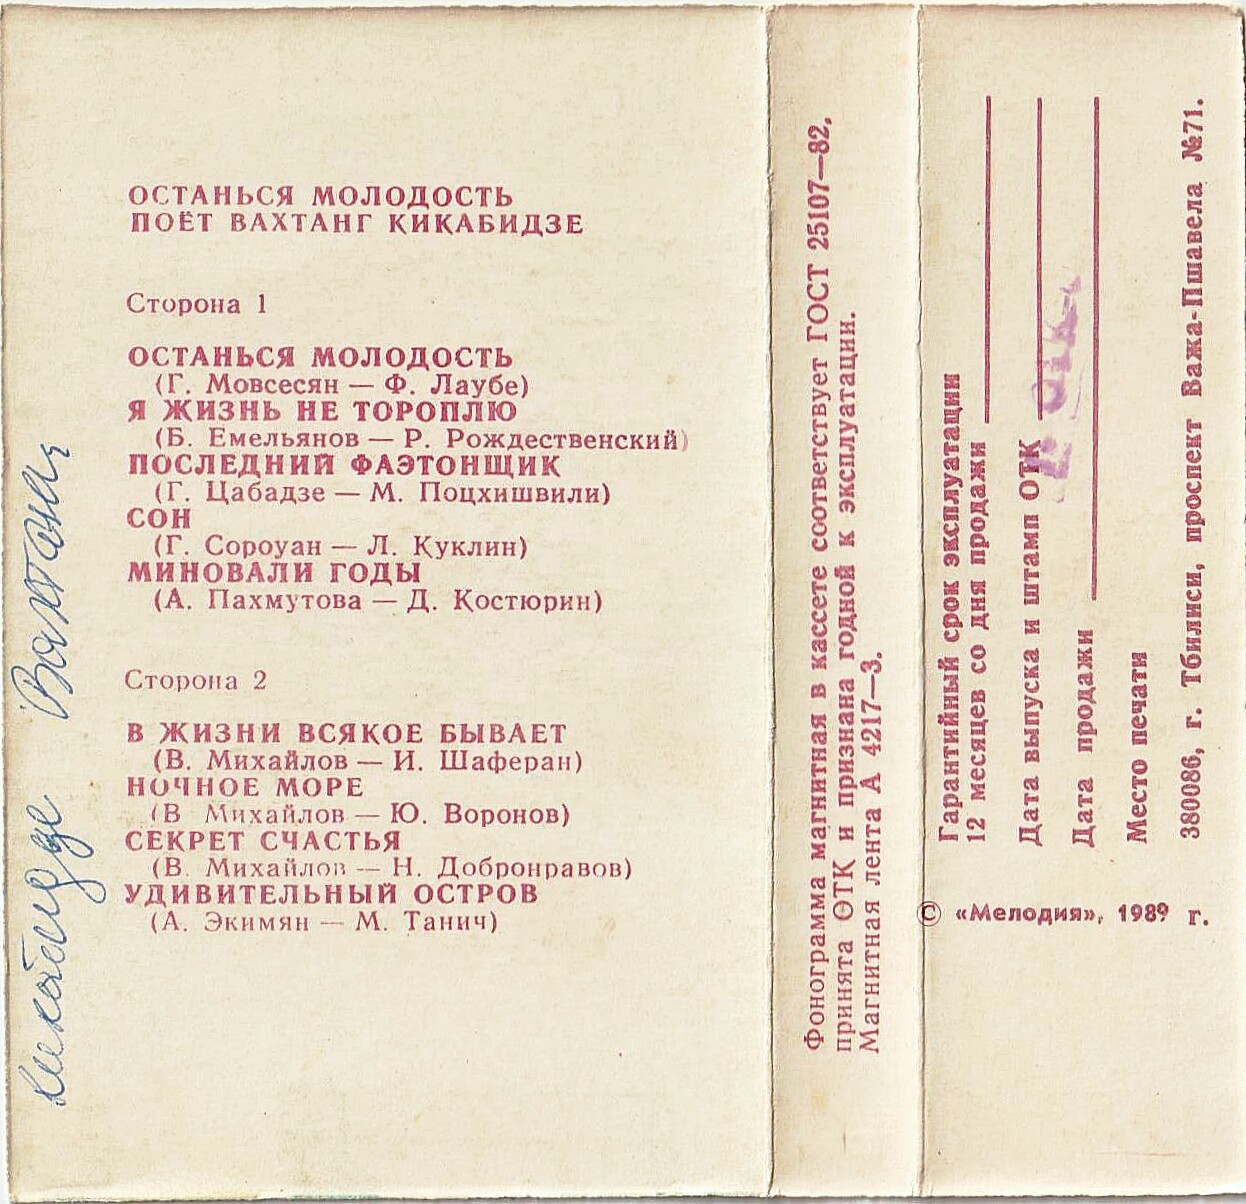 ОСТАНЬСЯ МОЛОДОСТЬ
ПОЁТ ВАХТАНГ КИКАБИДЗЕ
Сторона 1
ОСТАНЬСЯ МОЛОДОСТЬ
(Г. Мовсесян — Ф. Лаубе)
Я ЖИЗНЬ НЕ ТОРОПЛЮ
(Б. Емельянов — Р. Рождественский)
ПОСЛЕДНИЙ ФАЭТОНЩИК
(Г. Цабадзе — М. Поцхишвили)
СОН
(Г. Сороуан — Л. Куклин)
МИНОВАЛИ ГОДЫ
(А. Пахмутова — Д. Костюрин)
Сторона 2
В ЖИЗНИ ВСЯКОЕ БЫВАЕТ
(В. Михайлов — И. Шаферан)
НОЧНОЕ МОРЕ
(В Михайлов — Ю. Воронов)
СЕКРЕТ СЧАСТЬЯ
(В. Михайлов — Н. Добронравов)
УДИВИТЕЛЬНЫЙ ОСТРОВ
(А. Экимян — М. Танич)
Вахтанг
Фонограмма магнитная в кассете соответствует ГОСТ 25107—82,
принята ОТК и признана годной к эксплуатации.
Магнитная лента А 4217—3.
Гарантийный срок эксплуатации
12 месяцев со дня продажи
Дата выпуска и штамп ОТК
Дата продажи
Место печати
380086, г. Тбилиси, проспект Важа-Пшавела №71.
© «Мелодия», 1989 г.